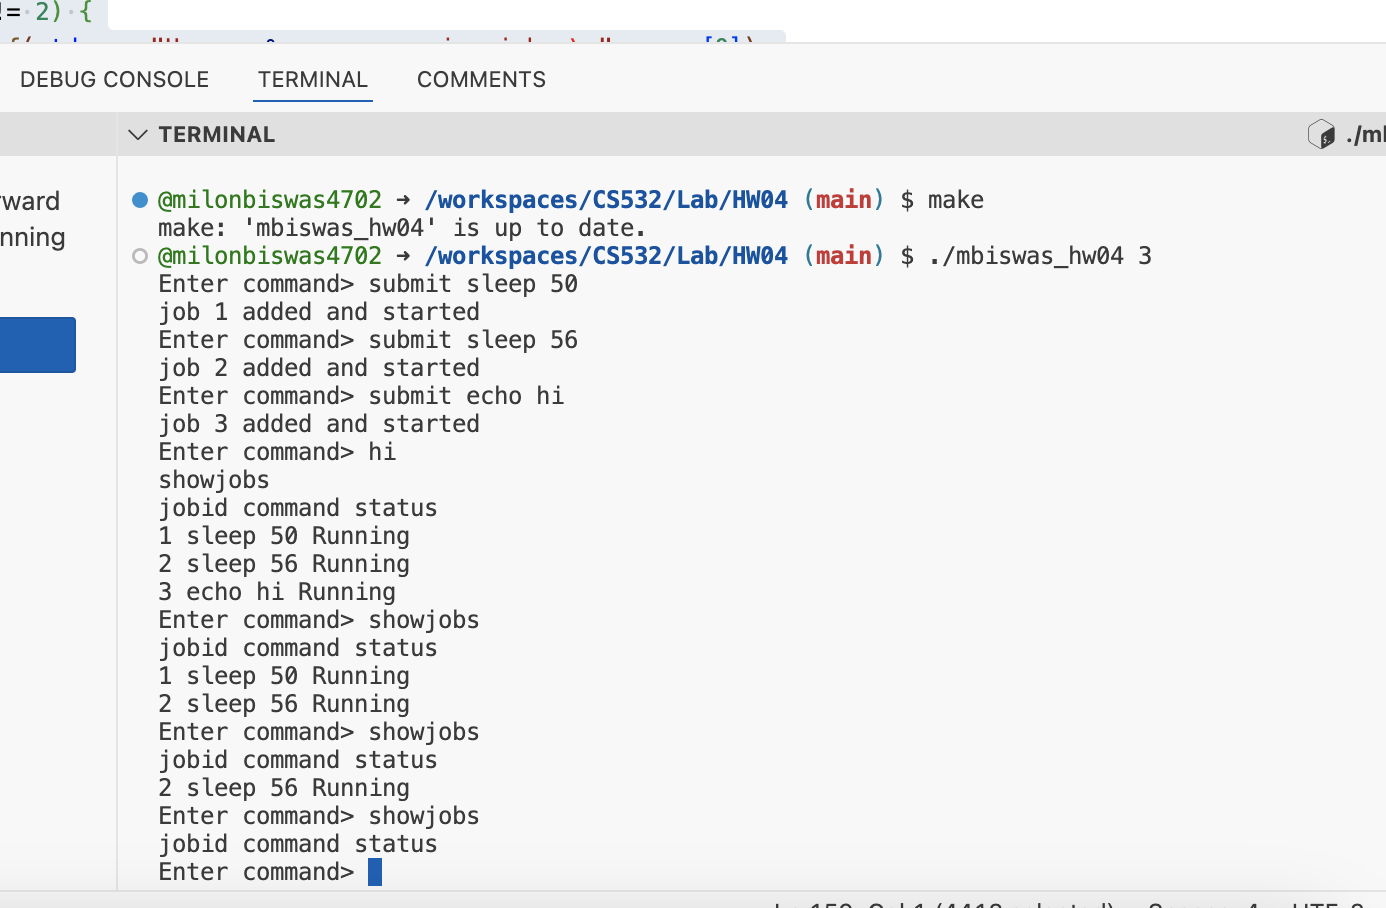 != 2) {
DEBUG CONSOLE TERMINAL COMMENTS
TERMINAL
./ml
ward
nning
@milonbiswas4702 → /workspaces/CS532/Lab/HW04 (main) $ make
make: 'mbiswas_hw04' is up to date.
@milonbiswas4702 → /workspaces/CS532/Lab/HW04 (main) $ ./mbiswas_hw04 3
Enter command> submit sleep 50
job 1 added and started
Enter command> submit sleep 56
job 2 added and started
Enter command> submit echo hi
job 3 added and started
Enter command> hi
showjobs
jobid command status
1 sleep 50 Running
2 sleep 56 Running
3 echo hi Running
Enter command> showjobs
jobid command status
1 sleep 50 Running
2 sleep 56 Running
Enter command> showjobs
jobid command status
2 sleep 56 Running
Enter command> showjobs
jobid command status
Enter command>